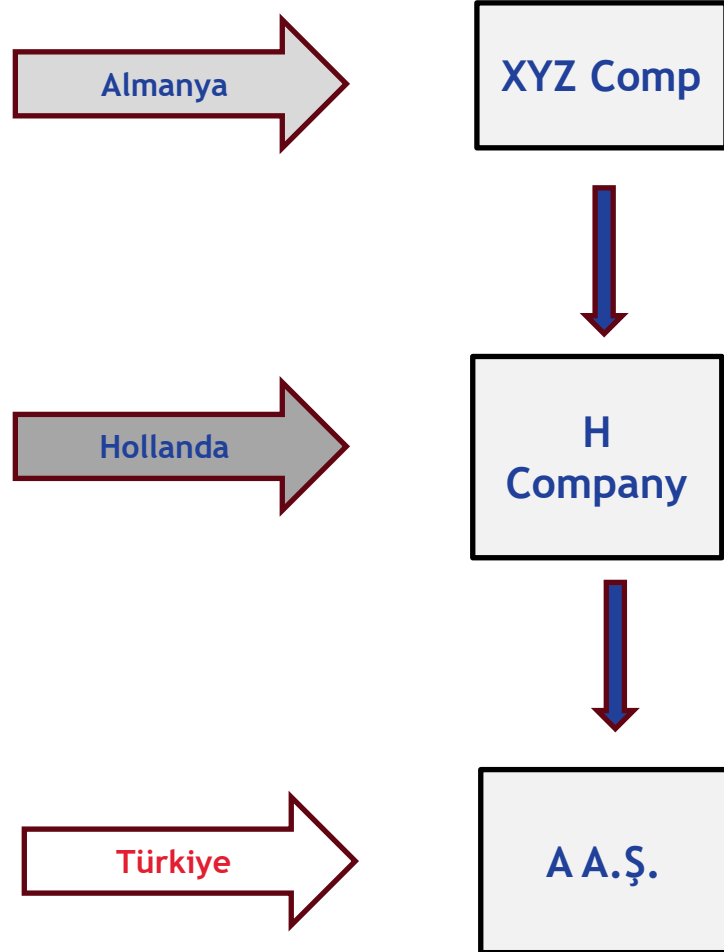 Almanya
XYZ Comp
Hollanda
H
Company
Türkiye
A A.Ş.